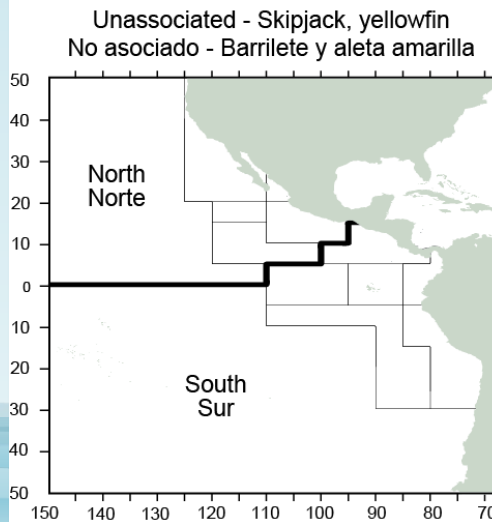 Unassociated - Skipjack, yellowfin
No asociado - Barrilete y aleta amarilla
50
40
30
20
10
0
10
20
30
40
50
North
Norte
South
Sur
150 140 130 120 110 100 90 80 70